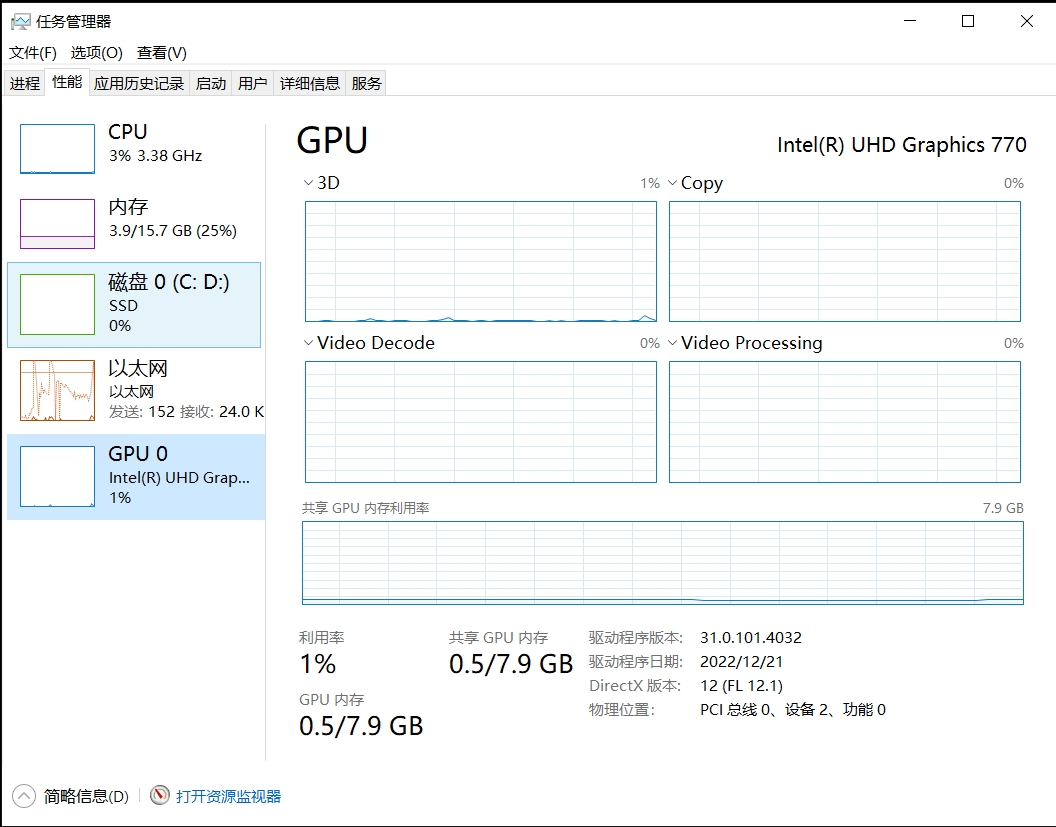 任务管理器
文件(F) 选项(O) 查看(V)
进程 性能 应用历史记录 启动 用户 详细信息 服务
CPU
3% 3.38 GHz
内存
3.9/15.7 GB (25%)
磁盘 0 (C: D:)
SSD
0%
以太网
以太网
发送: 152 接收: 24.0 K
GPU 0
Intel(R) UHD Grap...
1%
GPU
Intel(R) UHD Graphics 770
3D 1%
Copy 0%
Video Decode 0%
Video Processing 0%
共享 GPU 内存利用率 7.9 GB
利用率
1%
共享 GPU 内存
0.5/7.9 GB
GPU 内存
0.5/7.9 GB
驱动程序版本: 31.0.101.4032
驱动程序日期: 2022/12/21
DirectX 版本: 12 (FL 12.1)
物理位置: PCI 总线 0、设备 2、功能 0
简略信息(D) 打开资源监视器